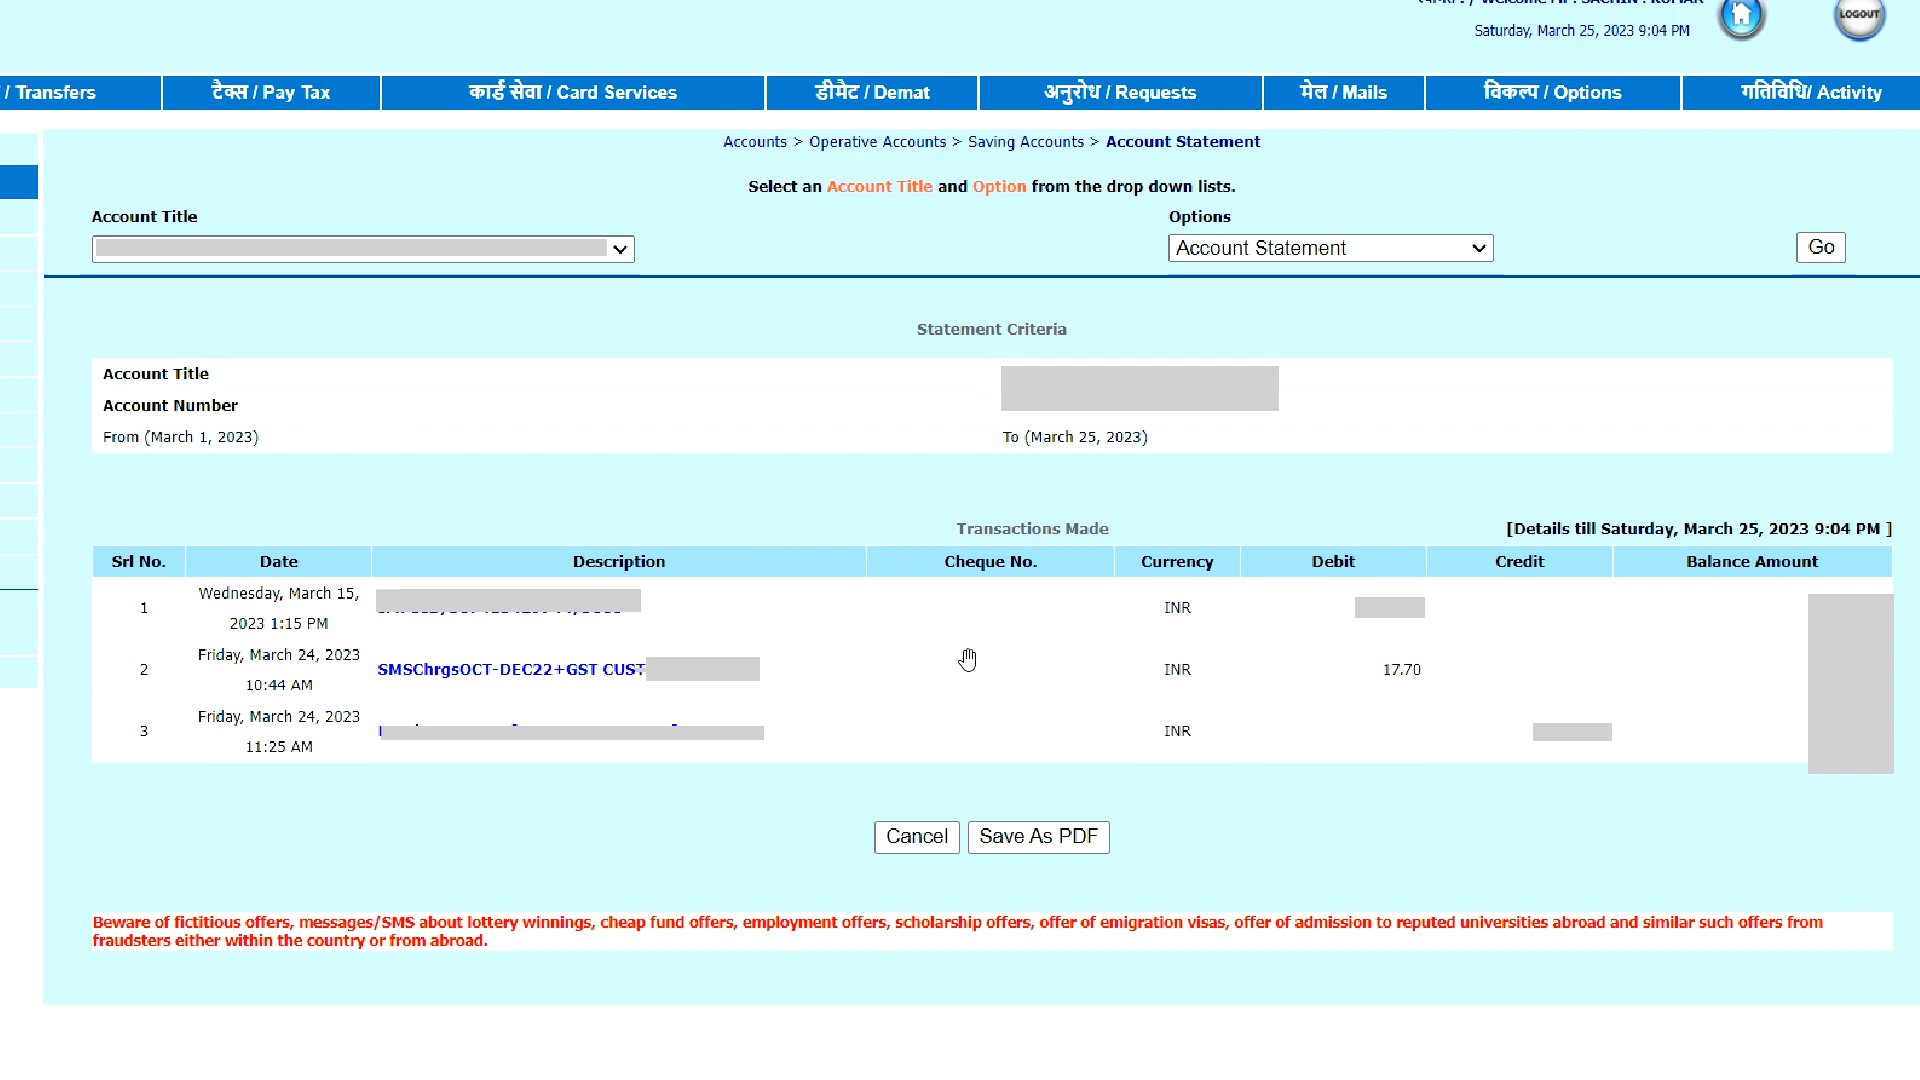 Saturday, March 25, 2023 9:04 PM
LOGOUT
/ Transfers
टैक्स / Pay Tax
कार्ड सेवा / Card Services
डीमैट / Demat
अनुरोध / Requests
मेल / Mails
विकल्प / Options
गतिविधि/ Activity
Accounts > Operative Accounts > Saving Accounts > Account Statement
Select an Account Title and Option from the drop down lists.
Account Title
Options
Account Statement
Go
Statement Criteria
Account Title
Account Number
From (March 1, 2023)
To (March 25, 2023)
Transactions Made
[Details till Saturday, March 25, 2023 9:04 PM ]
Srl No. Date Description Cheque No. Currency Debit Credit Balance Amount
1 Wednesday, March 15, INR
2023 1:15 PM
2 Friday, March 24, 2023 SMSChrgsOCT-DEC22+GST CUST INR 17.70
10:44 AM
3 Friday, March 24, 2023 INR
11:25 AM
Cancel
Save As PDF
Beware of fictitious offers, messages/SMS about lottery winnings, cheap fund offers, employment offers, scholarship offers, offer of emigration visas, offer of admission to reputed universities abroad and similar such offers from
fraudsters either within the country or from abroad.